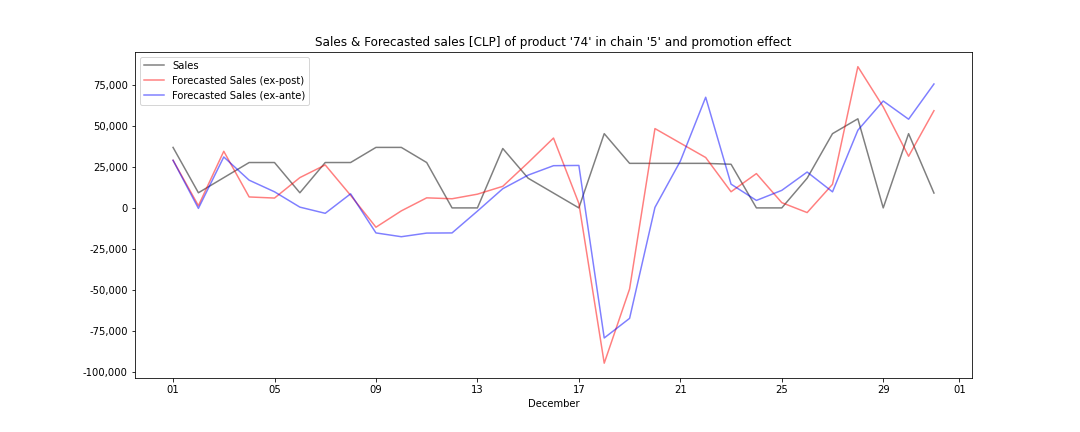 Sales & Forecasted sales [CLP] of product '74' in chain '5' and promotion effect
Sales
Forecasted Sales (ex-post)
Forecasted Sales (ex-ante)
75,000
50,000
25,000
0
-25,000
-50,000
-75,000
-100,000
01 05 09 13 17 21 25 29 01
December